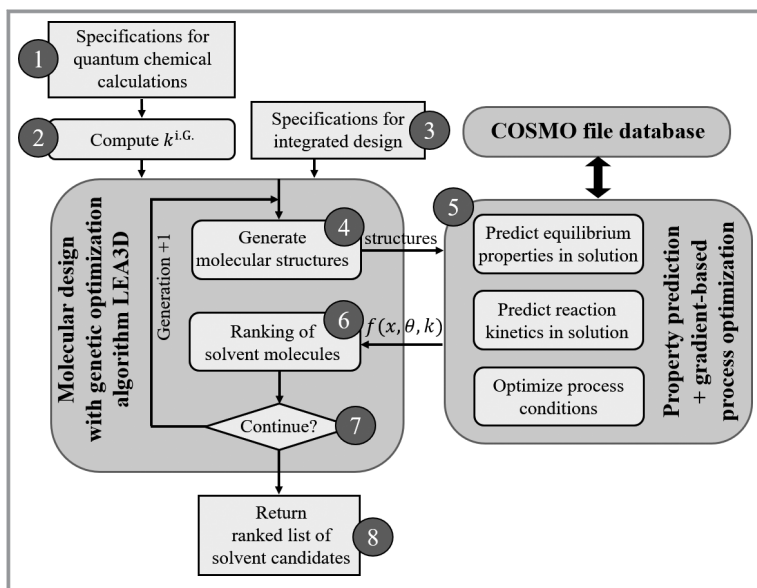 1
Specifications for
quantum chemical
calculations
2
Compute k^i.G.
Specifications for
integrated design
3
COSMO file database
Molecular design
with genetic optimization
algorithm LEA3D
Generation +1
4
Generate
molecular structures
structures
5
Predict equilibrium
properties in solution
Predict reaction
kinetics in solution
Optimize process
conditions
Property prediction
+ gradient-based
process optimization
6
Ranking of
solvent molecules
f(x, θ, k)
Continue?
7
Return
ranked list of
solvent candidates
8